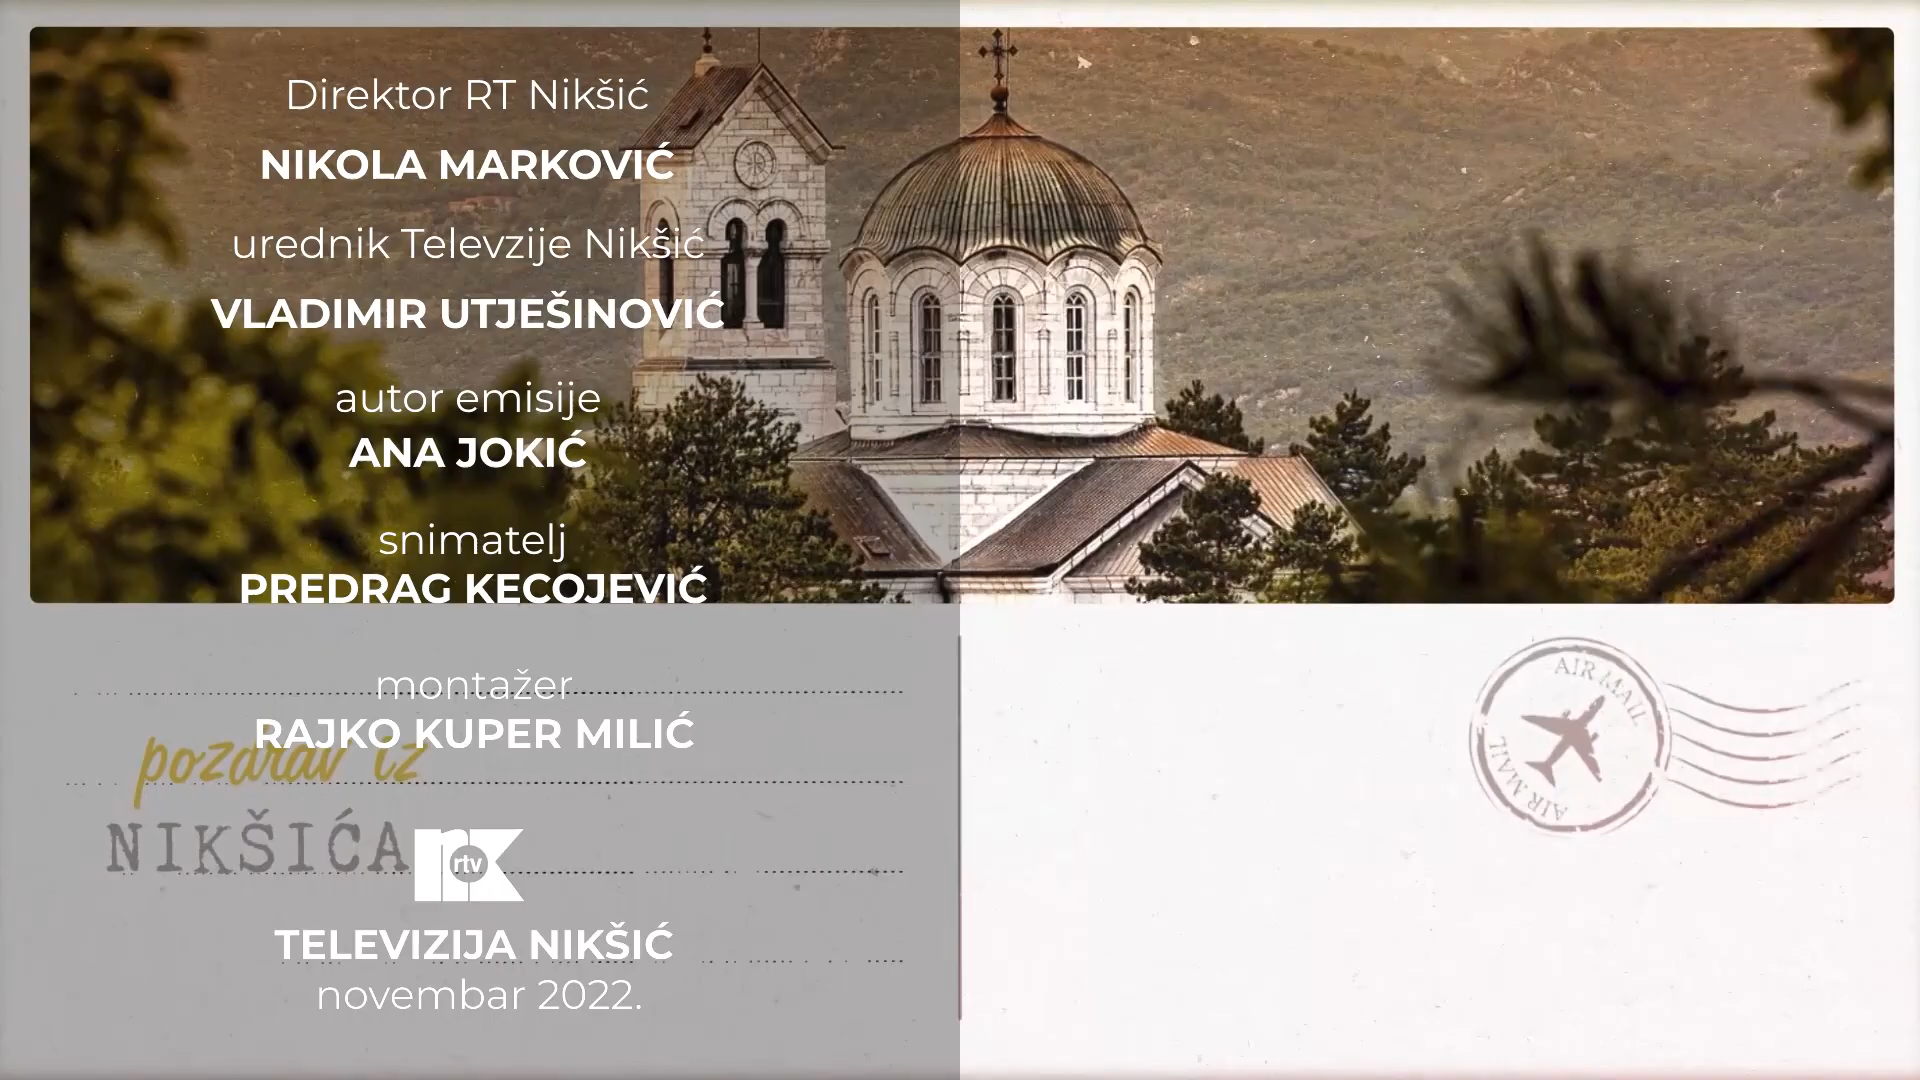 Direktor RT Nikšić
NIKOLA MARKOVIĆ
urednik Televzije Nikšić
VLADIMIR UTJEŠINOVIĆ
autor emisije
ANA JOKIĆ
snimatelj
PREDRAG KECOJEVIĆ
montažer
RAJKO KUPER MILIĆ
pozdrav iz
NIKŠIĆA
rtv
TELEVIZIJA NIKŠIĆ
novembar 2022.
AIR MAIL
AIR MAIL